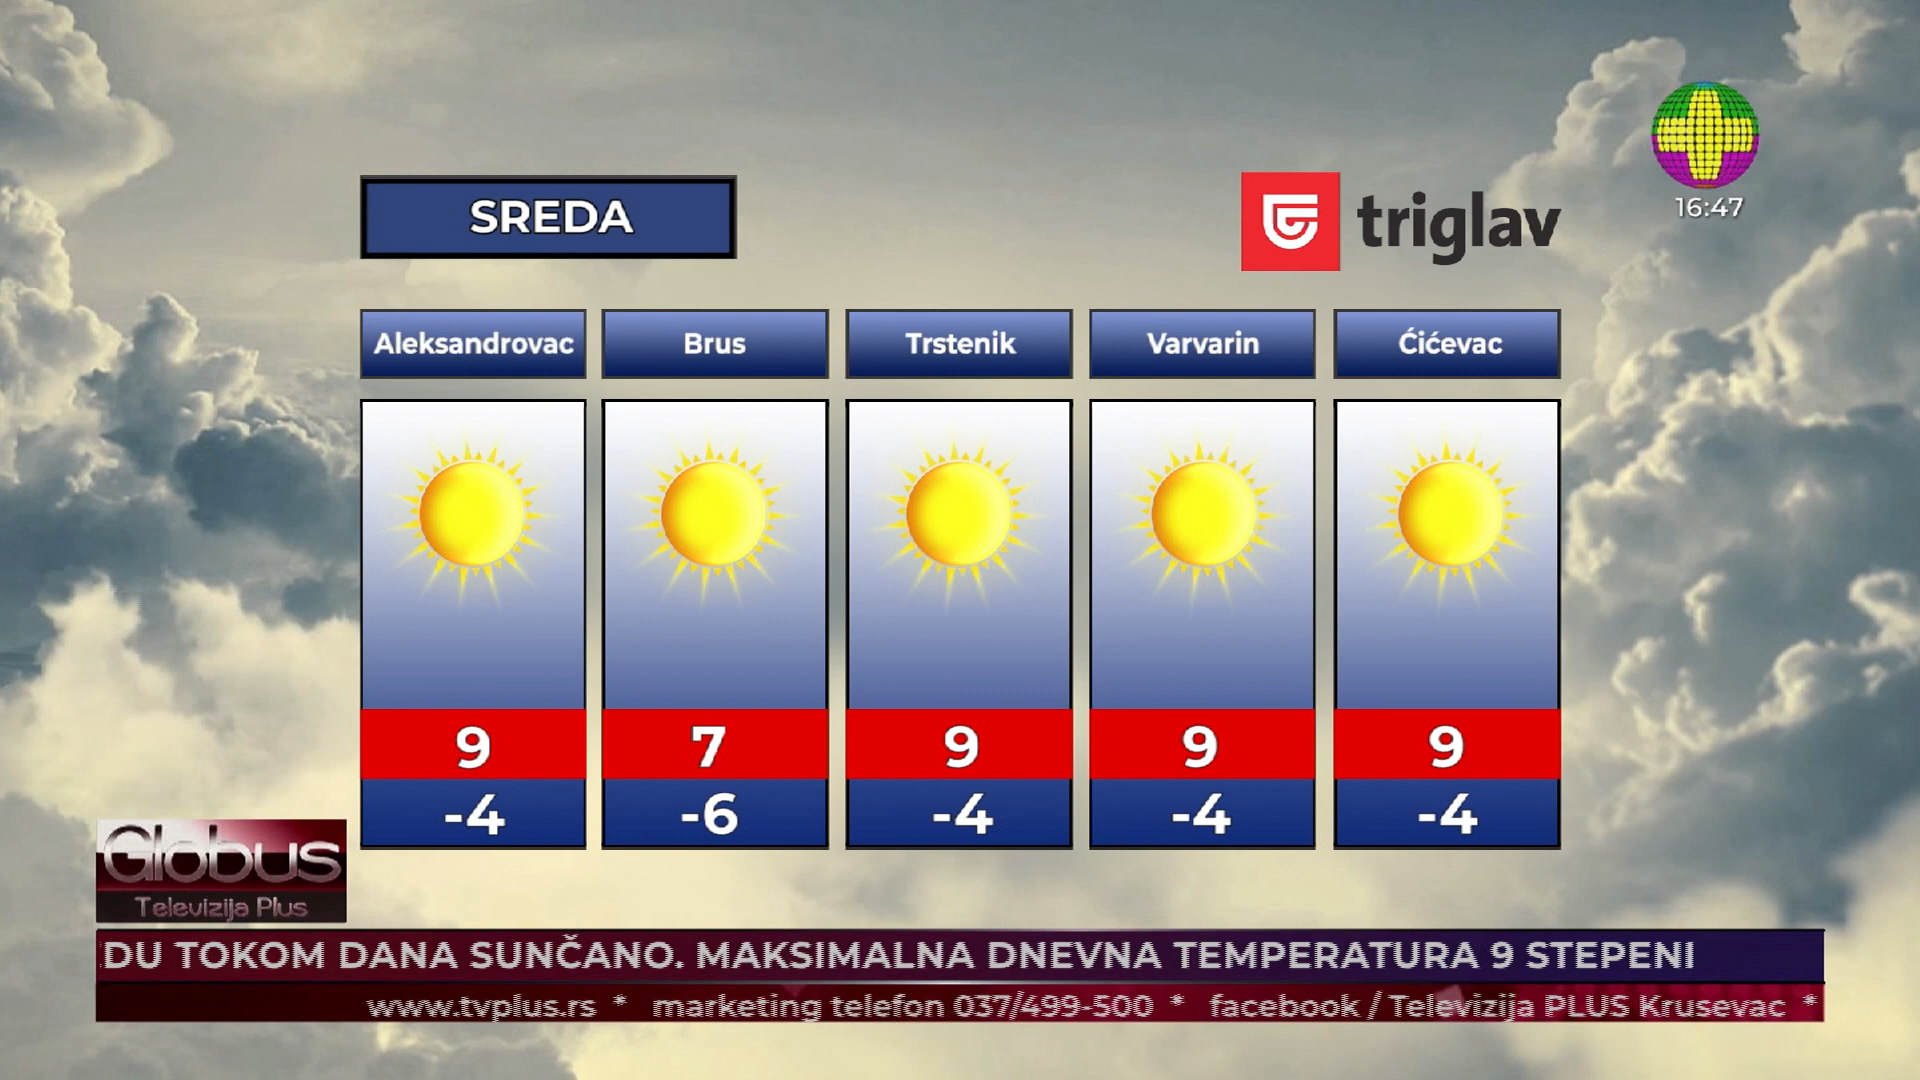 SREDA
triglav
16:47
Aleksandrovac
Brus
Trstenik
Varvarin
Ćićevac
9
7
9
9
9
-4
-6
-4
-4
-4
Globus
Televizija Plus
DU TOKOM DANA SUNČANO. MAKSIMALNA DNEVNA TEMPERATURA 9 STEPENI
www.tvplus.rs * marketing telefon 037/499-500 * facebook / Televizija PLUS Krusevac *